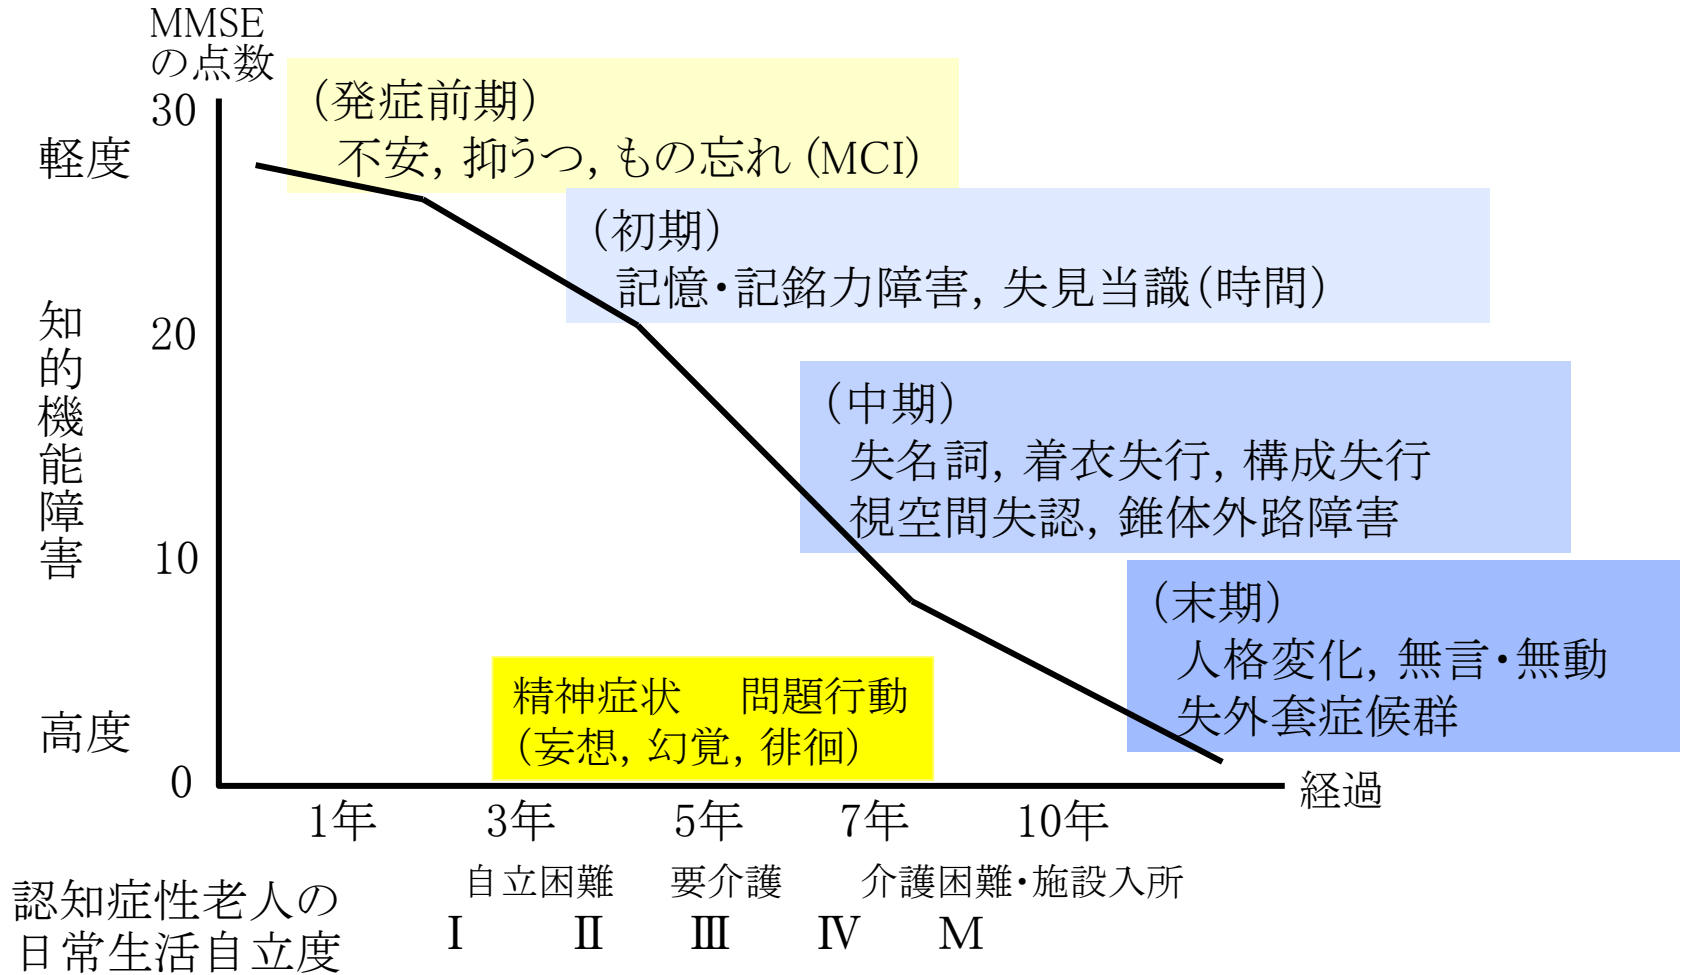 MMSE
の点数
30
軽度
(発症前期)
不安, 抑うつ, もの忘れ (MCI)
(初期)
記憶・記銘力障害, 失見当識(時間)
知的機能障害
20
(中期)
失名詞, 着衣失行, 構成失行
視空間失認, 錐体外路障害
10
(末期)
人格変化, 無言・無動
失外套症候群
精神症状 問題行動
(妄想, 幻覚, 徘徊)
高度
0
経過
1年 3年 5年 7年 10年
自立困難 要介護 介護困難・施設入所
認知症性老人の
日常生活自立度
Ⅰ Ⅱ Ⅲ Ⅳ M